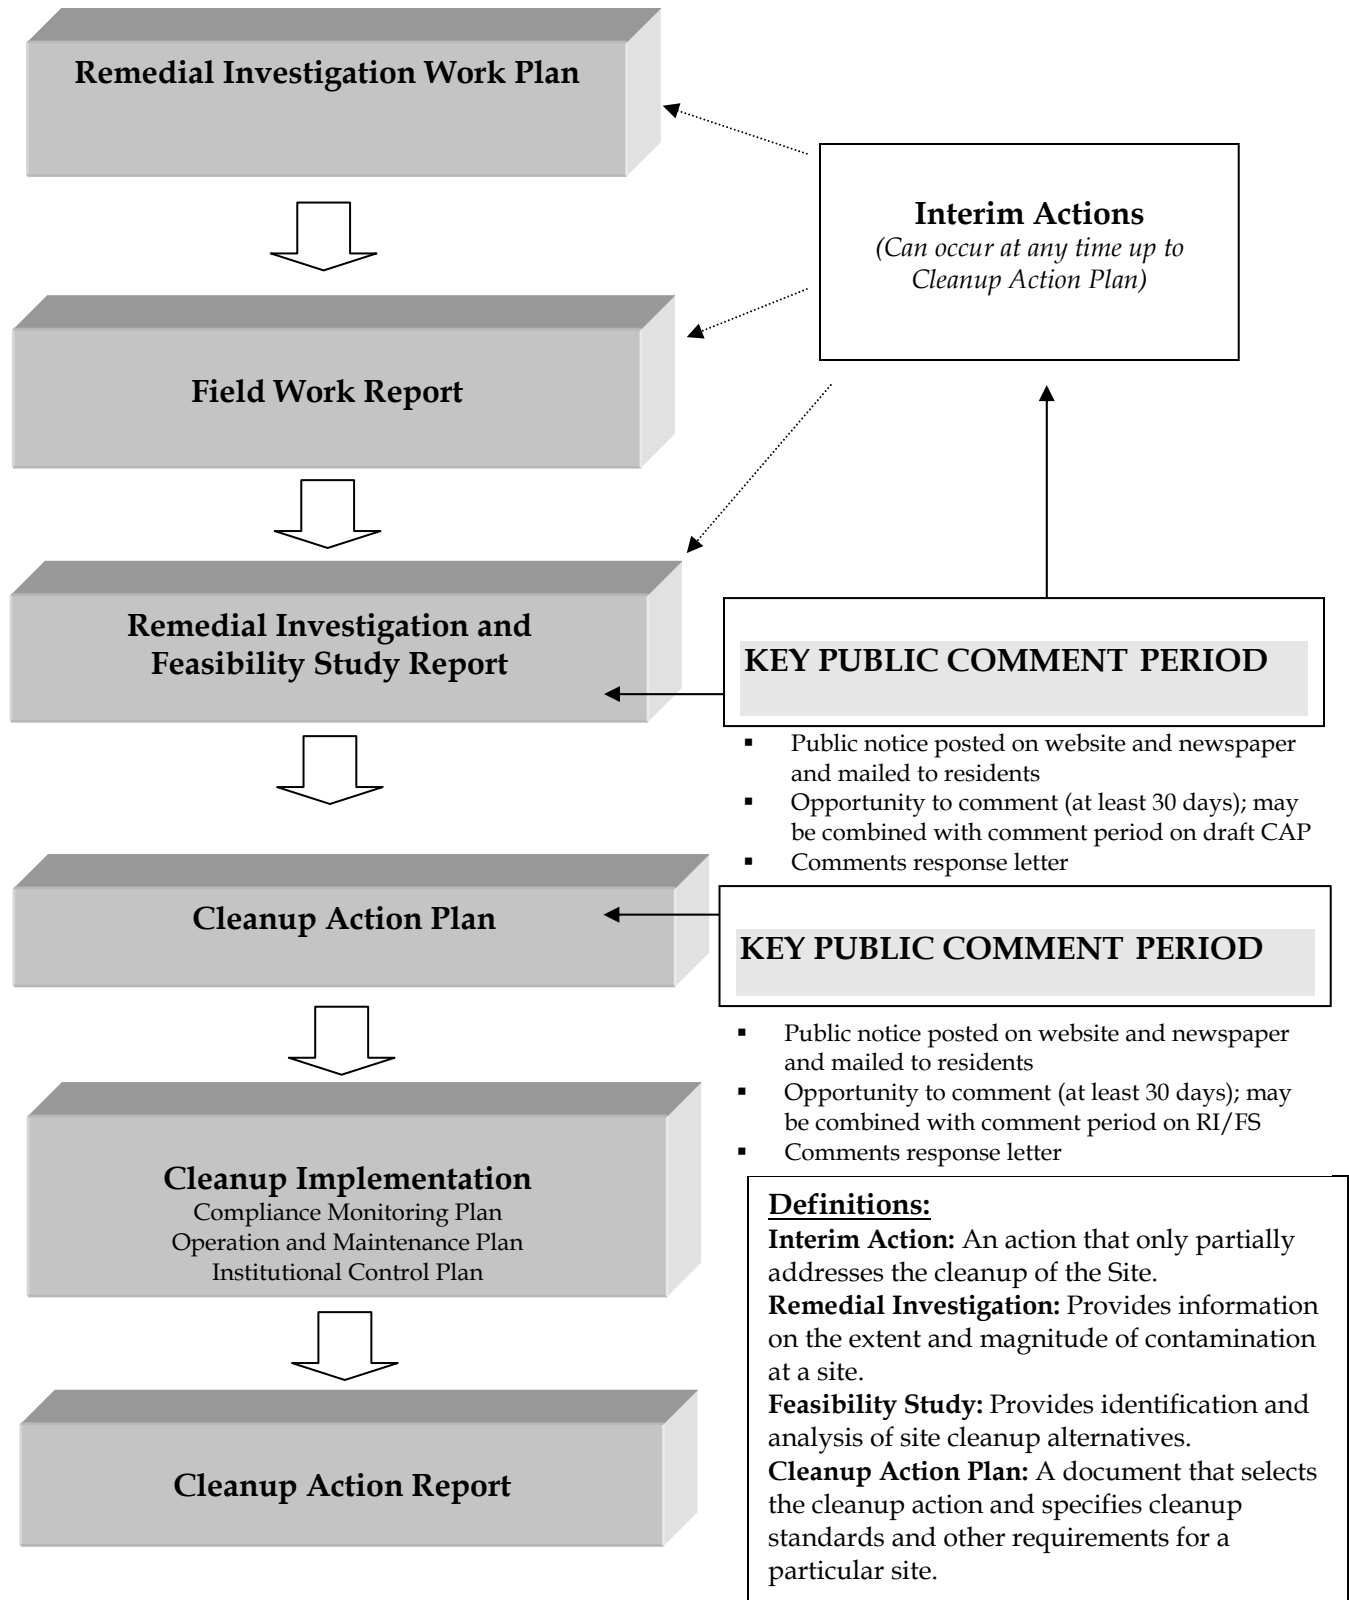 Remedial Investigation Work Plan
Interim Actions
(Can occur at any time up to
Cleanup Action Plan)
Field Work Report
Remedial Investigation and
Feasibility Study Report
KEY PUBLIC COMMENT PERIOD
▪ Public notice posted on website and newspaper
and mailed to residents
▪ Opportunity to comment (at least 30 days); may
be combined with comment period on draft CAP
▪ Comments response letter
Cleanup Action Plan
KEY PUBLIC COMMENT PERIOD
▪ Public notice posted on website and newspaper
and mailed to residents
▪ Opportunity to comment (at least 30 days); may
be combined with comment period on RI/FS
▪ Comments response letter
Cleanup Implementation
Compliance Monitoring Plan
Operation and Maintenance Plan
Institutional Control Plan
Definitions:
Interim Action: An action that only partially
addresses the cleanup of the Site.
Remedial Investigation: Provides information
on the extent and magnitude of contamination
at a site.
Feasibility Study: Provides identification and
analysis of site cleanup alternatives.
Cleanup Action Plan: A document that selects
the cleanup action and specifies cleanup
standards and other requirements for a
particular site.
Cleanup Action Report